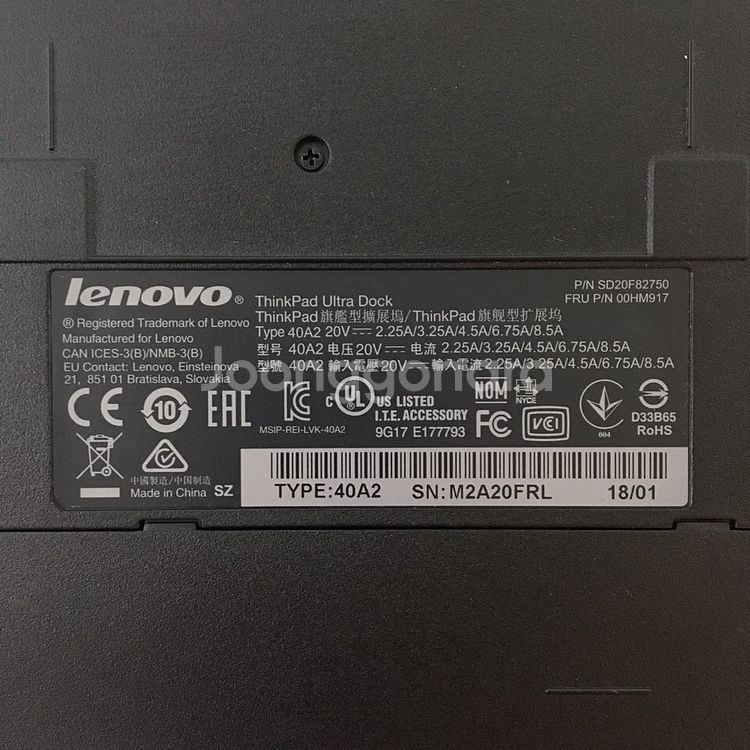 lenovo®
ThinkPad Ultra Dock
P/N SD20F82750
FRU P/N 00HM917
ThinkPad旗艦型擴展塢/ThinkPad旗舰型扩展坞
® Registered Trademark of Lenovo
Manufactured for Lenovo
CAN ICES-3(B)/NMB-3(B)
EU Contact: Lenovo, Einsteinova
21, 851 01 Bratislava, Slovakia
Type 40A2 20V ⎓ 2.25A/3.25A/4.5A/6.75A/8.5A
型号 40A2 电压20V ⎓ 电流 2.25A/3.25A/4.5A/6.75A/8.5A
型號 40A2 輸入電壓20V ⎓ 輸入電流 2.25A/3.25A/4.5A/6.75A/8.5A
Joonggonara
CE
10
EAC
MSIP-REI-LVK-40A2
c UL US LISTED
I.T.E. ACCESSORY
9G17 E177793
NOM
NYCE
FC
VCI
004
D33B65
RoHS
中國製造/中国制造
Made in China SZ
TYPE:40A2 SN:M2A20FRL 18/01